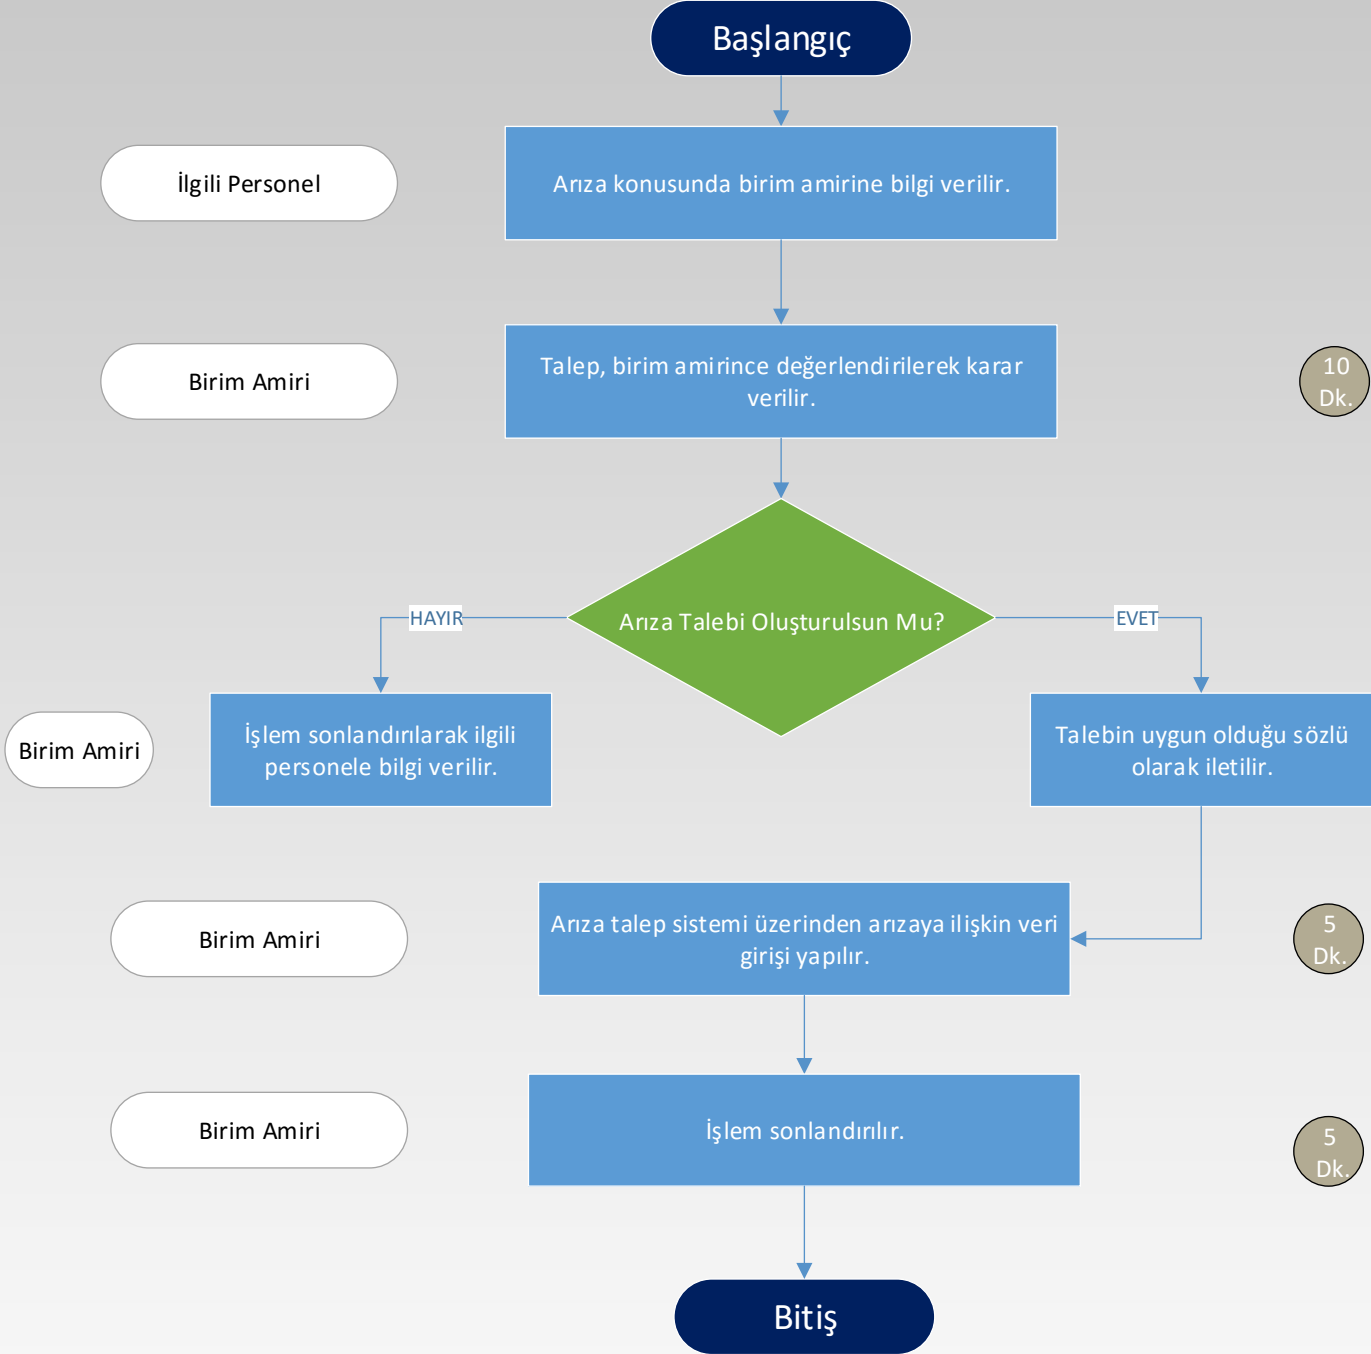 Başlangıç
İlgili Personel
Arıza konusunda birim amirine bilgi verilir.
Birim Amiri
Talep, birim amirince değerlendirilerek karar
verilir.
10
Dk.
Arıza Talebi Oluşturulsun Mu?
HAYIR
EVET
Birim Amiri
İşlem sonlandırılarak ilgili
personele bilgi verilir.
Talebin uygun olduğu sözlü
olarak iletilir.
Birim Amiri
Arıza talep sistemi üzerinden arızaya ilişkin veri
girişi yapılır.
5
Dk.
Birim Amiri
İşlem sonlandırılır.
5
Dk.
Bitiş